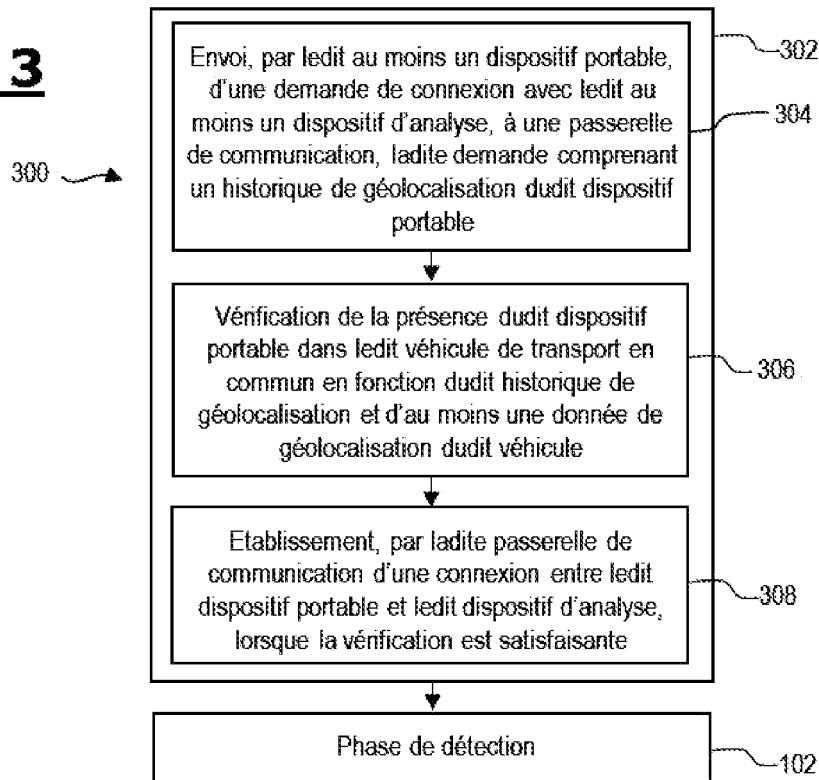 3
300
302
Envoi, par ledit au moins un dispositif portable,
d'une demande de connexion avec ledit au
moins un dispositif d'analyse, à une passerelle
de communication, ladite demande comprenant
un historique de géolocalisation dudit dispositif
portable
304
Vérification de la présence dudit dispositif
portable dans ledit véhicule de transport en
commun en fonction dudit historique de
géolocalisation et d'au moins une donnée de
géolocalisation dudit véhicule
306
Etablissement, par ladite passerelle de
communication d'une connexion entre ledit
dispositif portable et ledit dispositif d'analyse,
lorsque la vérification est satisfaisante
308
Phase de détection
102